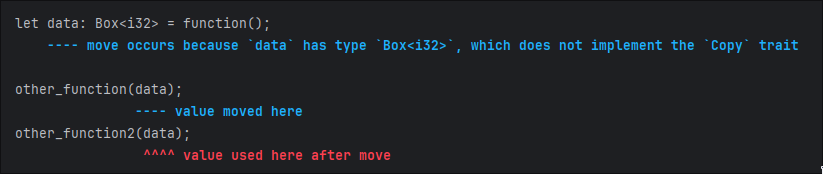 let data: Box<i32> = function();
---- move occurs because `data` has type `Box<i32>`, which does not implement the `Copy` trait
other_function(data);
---- value moved here
other_function2(data);
^^^^ value used here after move